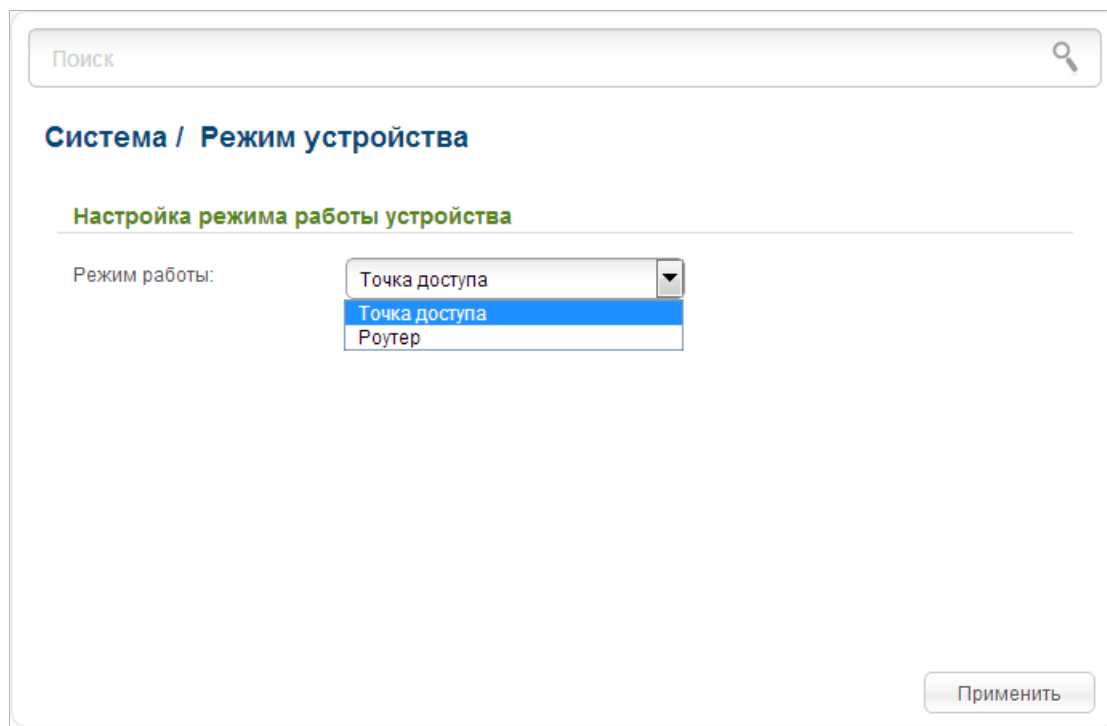 Поиск
Система / Режим устройства
Настройка режима работы устройства
Режим работы: Точка доступа
Точка доступа
Роутер
Применить